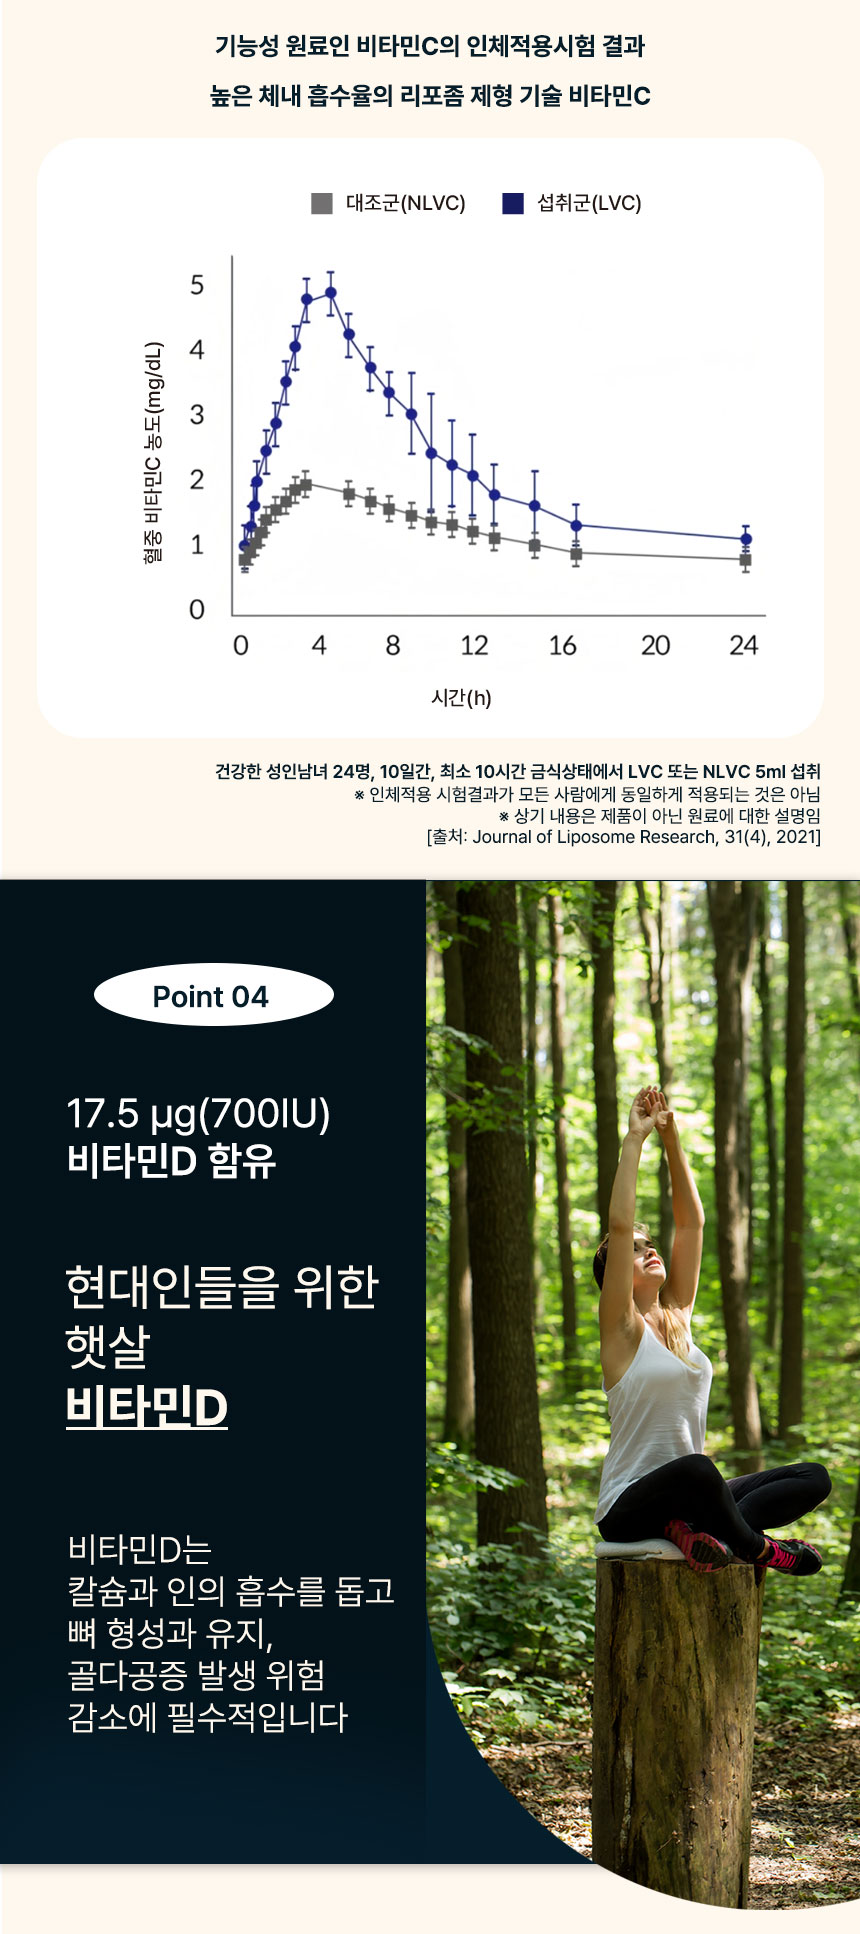 기능성 원료인 비타민C의 인체적용시험 결과
높은 체내 흡수율의 리포좀 제형 기술 비타민C
대조군(NLVC) 섭취군(LVC)
혈중 비타민C 농도(mg/dL)
5
4
3
2
1
0
0 4 8 12 16 20 24
시간(h)
건강한 성인남녀 24명, 10일간, 최소 10시간 금식상태에서 LVC 또는 NLVC 5ml 섭취
※ 인체적용 시험결과가 모든 사람에게 동일하게 적용되는 것은 아님
※ 상기 내용은 제품이 아닌 원료에 대한 설명임
[출처: Journal of Liposome Research, 31(4), 2021]
Point 04
17.5 µg(700IU)
비타민D 함유
현대인들을 위한
햇살
비타민D
비타민D는
칼슘과 인의 흡수를 돕고
뼈 형성과 유지,
골다공증 발생 위험
감소에 필수적입니다